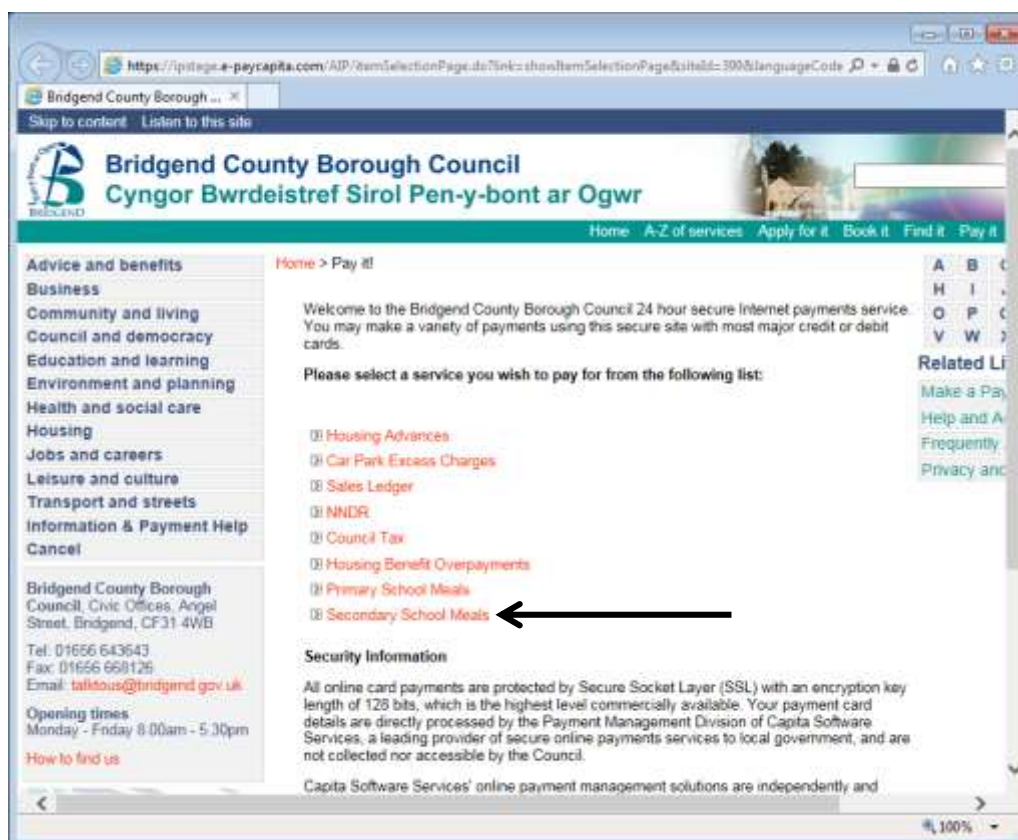 https://ipstage.e-paycapita.com/AIP/itemSelectionPage.do?link=showItemSelectionPage&siteId=399&languageCode
Bridgend County Borough ...
Skip to content Listen to this site
Bridgend County Borough Council
Cyngor Bwrdeistref Sirol Pen-y-bont ar Ogwr
BRIDGEND
Home A-Z of services Apply for it Book it Find it Pay it
Advice and benefits
Business
Community and living
Council and democracy
Education and learning
Environment and planning
Health and social care
Housing
Jobs and careers
Leisure and culture
Transport and streets
Information & Payment Help
Cancel
Bridgend County Borough
Council, Civic Offices, Angel
Street, Bridgend, CF31 4WB
Tel: 01656 643643
Fax: 01656 668126
Email: talktous@bridgend.gov.uk
Opening times
Monday - Friday 8.00am - 5.30pm
How to find us
Home > Pay it!
Welcome to the Bridgend County Borough Council 24 hour secure Internet payments service.
You may make a variety of payments using this secure site with most major credit or debit
cards.
Please select a service you wish to pay for from the following list:
Housing Advances
Car Park Excess Charges
Sales Ledger
NNDR
Council Tax
Housing Benefit Overpayments
Primary School Meals
Secondary School Meals
Security Information
All online card payments are protected by Secure Socket Layer (SSL) with an encryption key
length of 128 bits, which is the highest level commercially available. Your payment card
details are directly processed by the Payment Management Division of Capita Software
Services, a leading provider of secure online payments services to local government, and are
not collected nor accessible by the Council.
Capita Software Services' online payment management solutions are independently and
A B
H I
O P
V W
Related Li
Make a Pay
Help and A
Frequently
Privacy and
100%